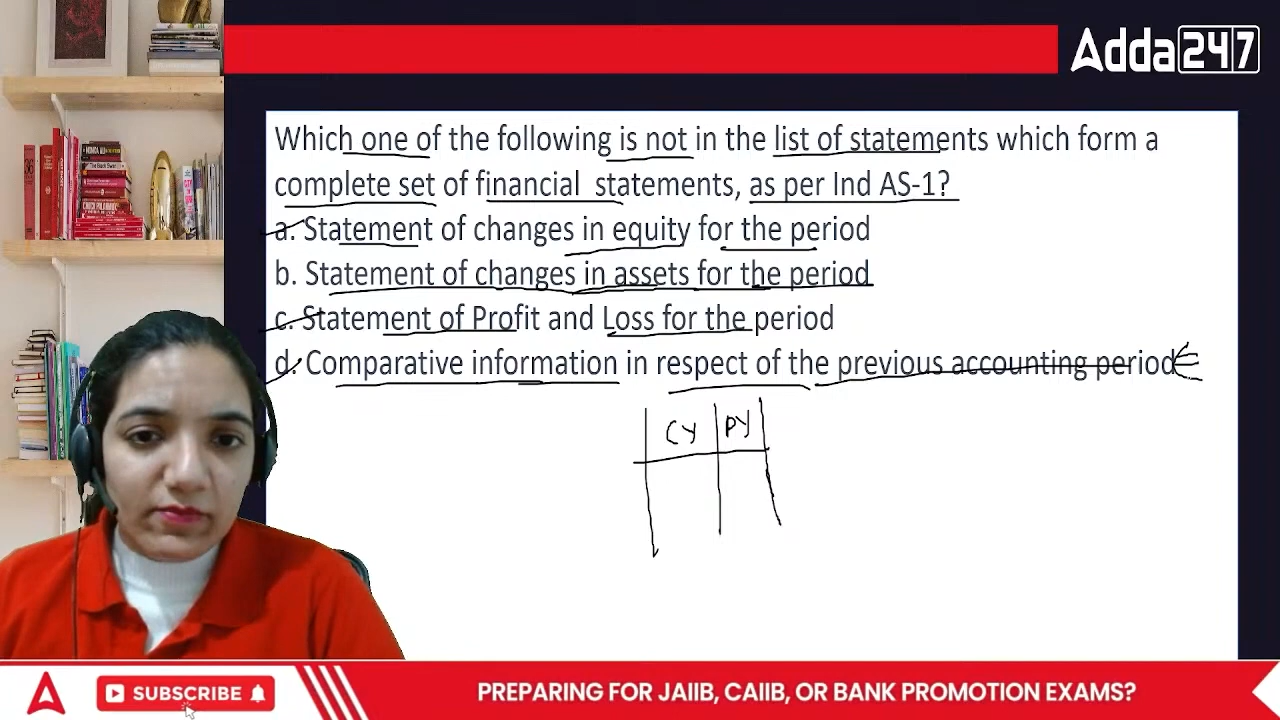 Adda247
Which one of the following is not in the list of statements which form a
complete set of financial statements, as per Ind AS-1?
a. Statement of changes in equity for the period
b. Statement of changes in assets for the period
c. Statement of Profit and Loss for the period
d. Comparative information in respect of the previous accounting period
CY PY
SUBSCRIBE
PREPARING FOR JAIIB, CAIIB, OR BANK PROMOTION EXAMS?